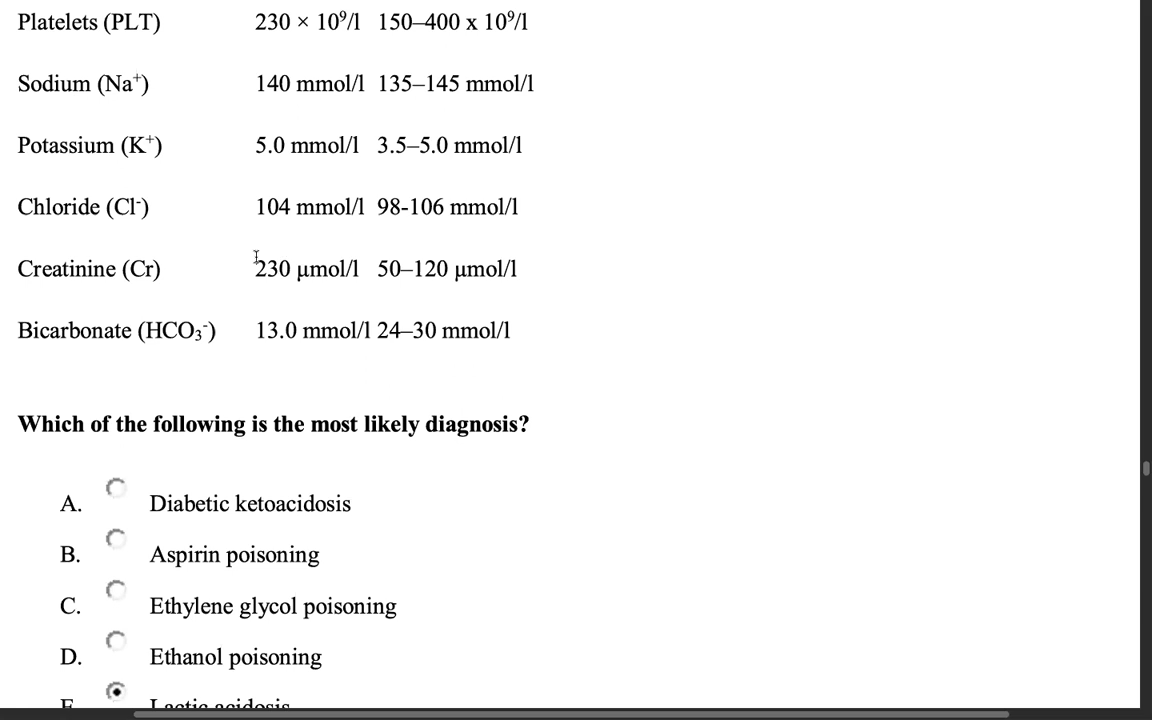 Platelets (PLT) 230 × 10⁹/l 150–400 x 10⁹/l
Sodium (Na⁺) 140 mmol/l 135–145 mmol/l
Potassium (K⁺) 5.0 mmol/l 3.5–5.0 mmol/l
Chloride (Cl⁻) 104 mmol/l 98-106 mmol/l
Creatinine (Cr) 230 µmol/l 50–120 µmol/l
Bicarbonate (HCO₃⁻) 13.0 mmol/l 24–30 mmol/l
Which of the following is the most likely diagnosis?
A. Diabetic ketoacidosis
B. Aspirin poisoning
C. Ethylene glycol poisoning
D. Ethanol poisoning
E. Lactic acidosis